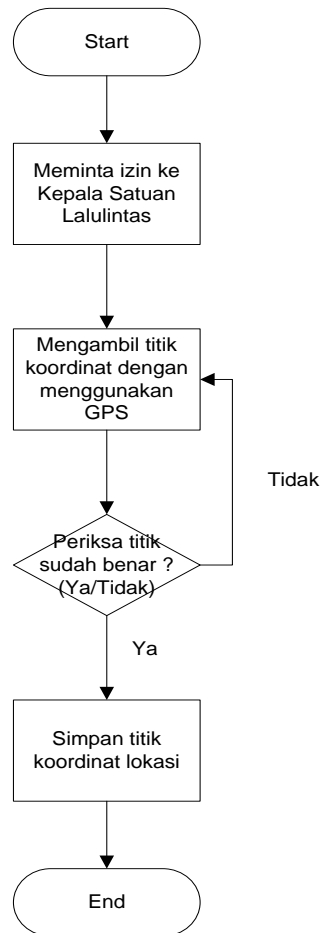 Start
Meminta izin ke
Kepala Satuan
Lalulintas
Mengambil titik
koordinat dengan
menggunakan
GPS
Tidak
Periksa titik
sudah benar ?
(Ya/Tidak)
Ya
Simpan titik
koordinat lokasi
End